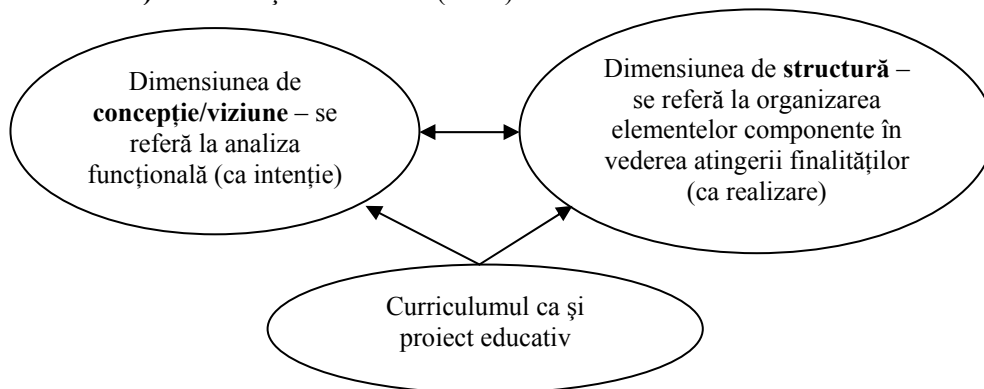 Dimensiunea de
concepție/viziune – se
referă la analiza
funcțională (ca intenție)
Dimensiunea de structură –
se referă la organizarea
elementelor componente în
vederea atingerii finalităților
(ca realizare)
Curriculumul ca și
proiect educativ